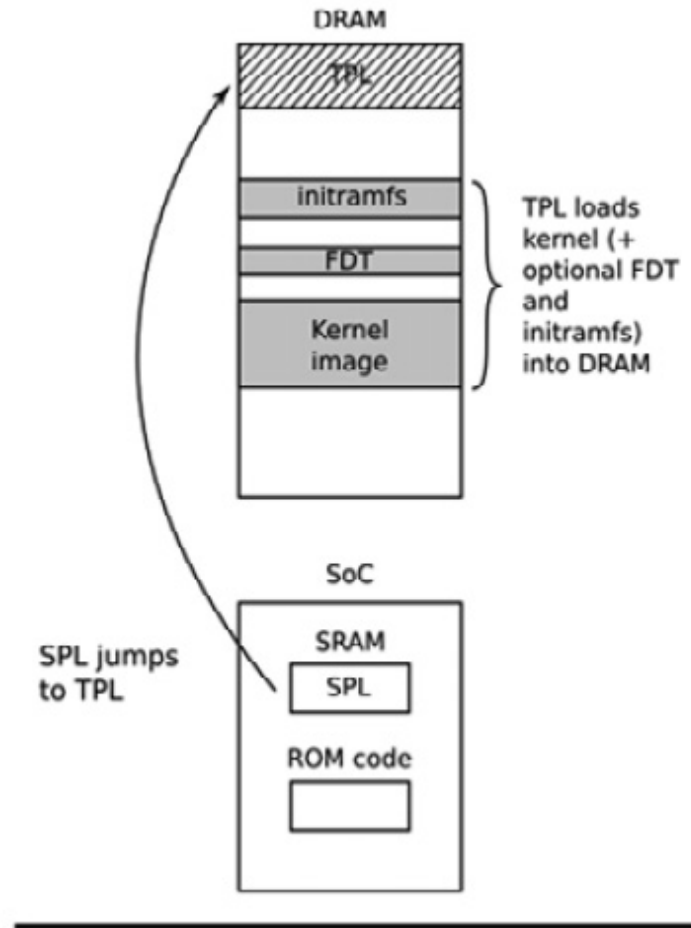 DRAM
TPL
initramfs
FDT
Kernel
image
TPL loads
kernel (+
optional FDT
and
initramfs)
into DRAM
SoC
SRAM
SPL
SPL jumps
to TPL
ROM code